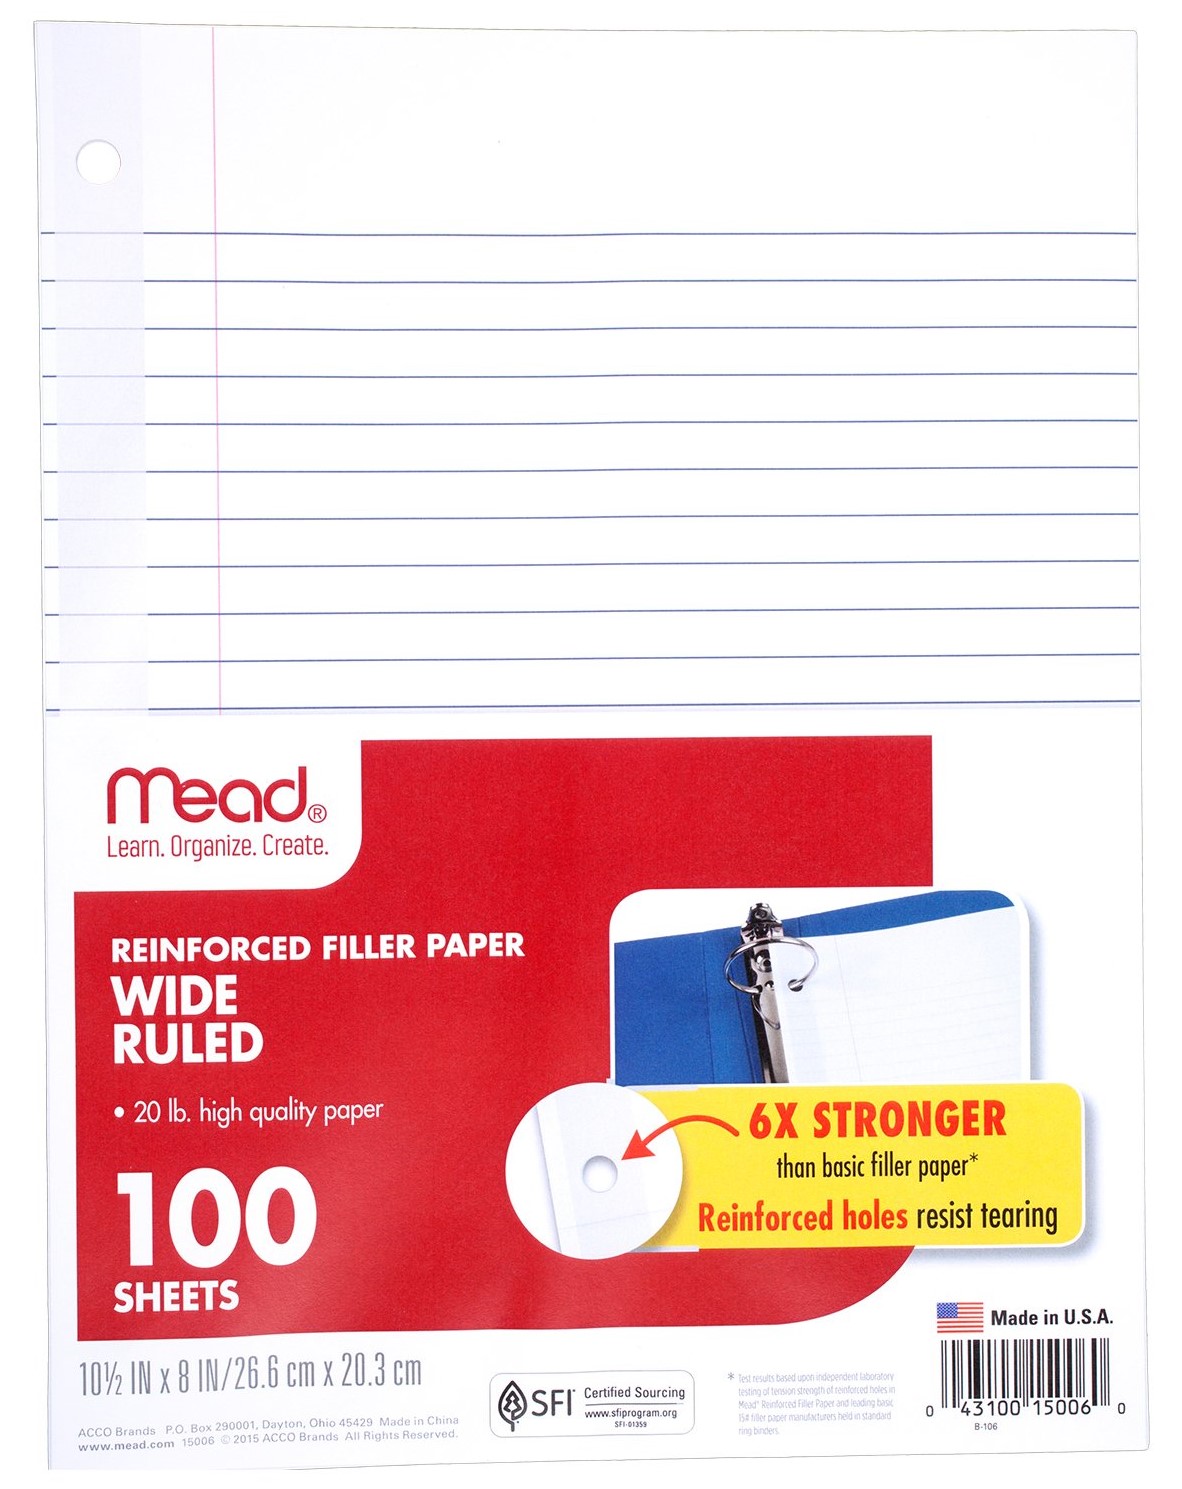 mead®
Learn. Organize. Create.
REINFORCED FILLER PAPER
WIDE
RULED
• 20 lb. high quality paper
100
SHEETS
6X STRONGER
than basic filler paper*
Reinforced holes resist tearing
Made in U.S.A.
10½ IN x 8 IN/26.6 cm x 20.3 cm
ACCO Brands P.O. Box 290001, Dayton, Ohio 45429 Made in China
www.mead.com 15006 ©2015 ACCO Brands All Rights Reserved.
SFI
Certified Sourcing
www.sfiprogram.org
SFI-01359
* Test results based upon independent laboratory
testing of tension strength of reinforced holes in
Mead® Reinforced Filler Paper and leading basic
15# filler paper manufacturers held in standard
ring binders.
0 43100 15006 0
B-106